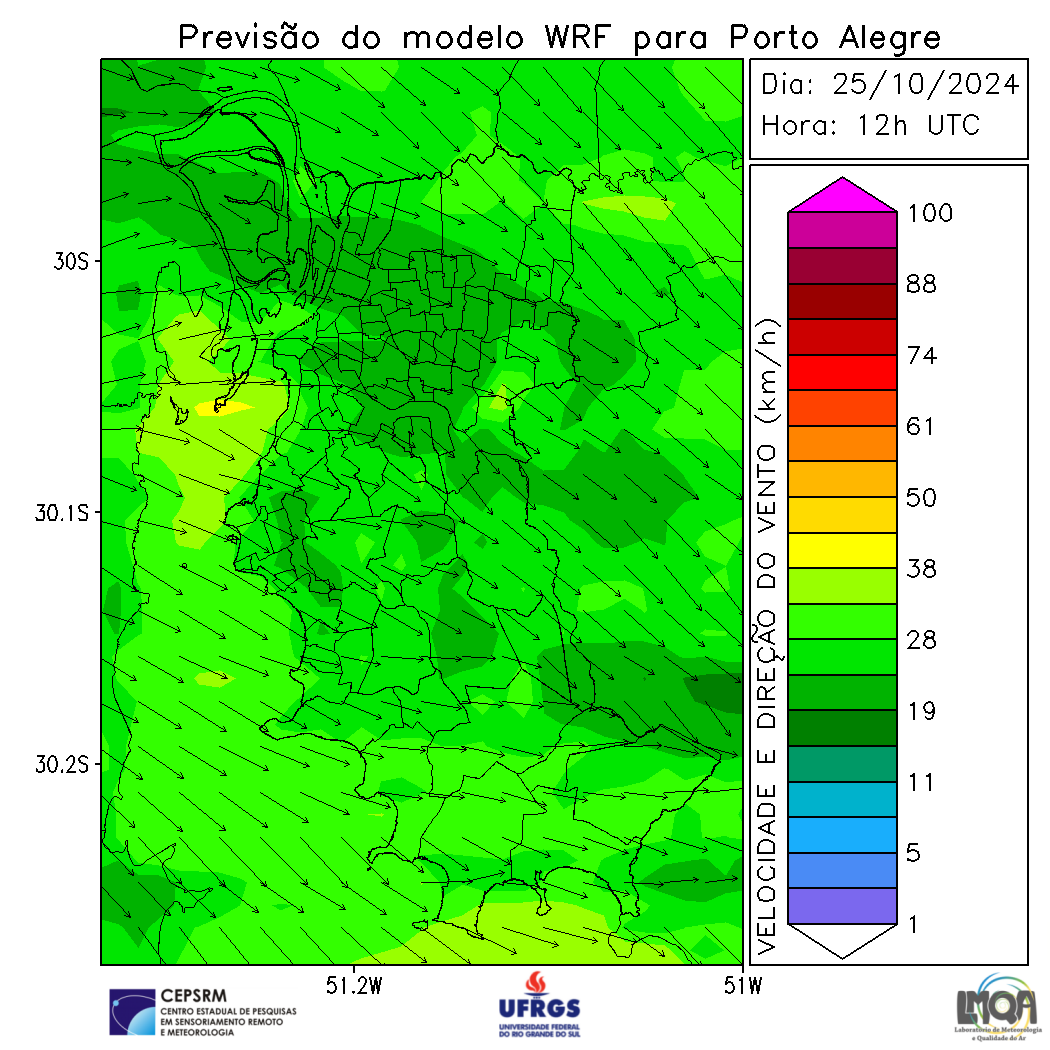 Previsão do modelo WRF para Porto Alegre
Dia: 25/10/2024
Hora: 12h UTC
30S
30.1S
30.2S
51.2W
51W
VELOCIDADE E DIREÇÃO DO VENTO (km/h)
100
88
74
61
50
38
28
19
11
5
1
CEPSRM
CENTRO ESTADUAL DE PESQUISAS
EM SENSORIAMENTO REMOTO
E METEOROLOGIA
UFRGS
UNIVERSIDADE FEDERAL
DO RIO GRANDE DO SUL
LMQA
Laboratório de Meteorologia
e Qualidade do Ar